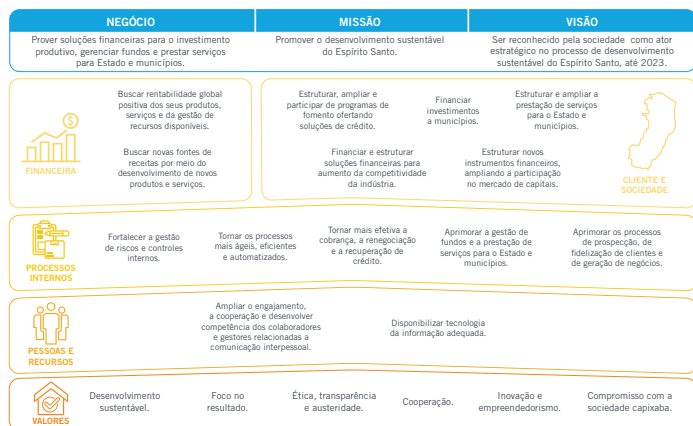 NEGÓCIO
MISSÃO
VISÃO
Prover soluções financeiras para o investimento
produtivo, gerenciar fundos e prestar serviços
para Estado e municípios.
Promover o desenvolvimento sustentável
do Espírito Santo.
Ser reconhecido pela sociedade como ator
estratégico no processo de desenvolvimento
sustentável do Espírito Santo, até 2023.
FINANCEIRA
Buscar rentabilidade global
positiva dos seus produtos,
serviços e da gestão de
recursos disponíveis.
Buscar novas fontes de
receitas por meio do
desenvolvimento de novos
produtos e serviços.
Estruturar, ampliar e
participar de programas de
fomento ofertando
soluções de crédito.
Financiar
investimentos
a municípios.
Estruturar e ampliar a
prestação de serviços
para o Estado e
municípios.
Financiar e estruturar
soluções financeiras para
aumento da competitividade
da indústria.
Estruturar novos
instrumentos financeiros,
ampliando a participação
no mercado de capitais.
CLIENTE E
SOCIEDADE
PROCESSOS
INTERNOS
Fortalecer a gestão
de riscos e controles
internos.
Tornar os processos
mais ágeis, eficientes
e automatizados.
Tornar mais efetiva a
cobrança, a renegociação
e a recuperação de
crédito.
Aprimorar a gestão de
fundos e a prestação de
serviços para o Estado e
municípios.
Aprimorar os processos
de prospecção, de
fidelização de clientes e
de geração de negócios.
PESSOAS E
RECURSOS
Ampliar o engajamento,
a cooperação e desenvolver
competência dos colaboradores
e gestores relacionadas a
comunicação interpessoal.
Disponibilizar tecnologia
da informação adequada.
VALORES
Desenvolvimento
sustentável.
Foco no
resultado.
Ética, transparência
e austeridade.
Cooperação.
Inovação e
empreendedorismo.
Compromisso com a
sociedade capixaba.